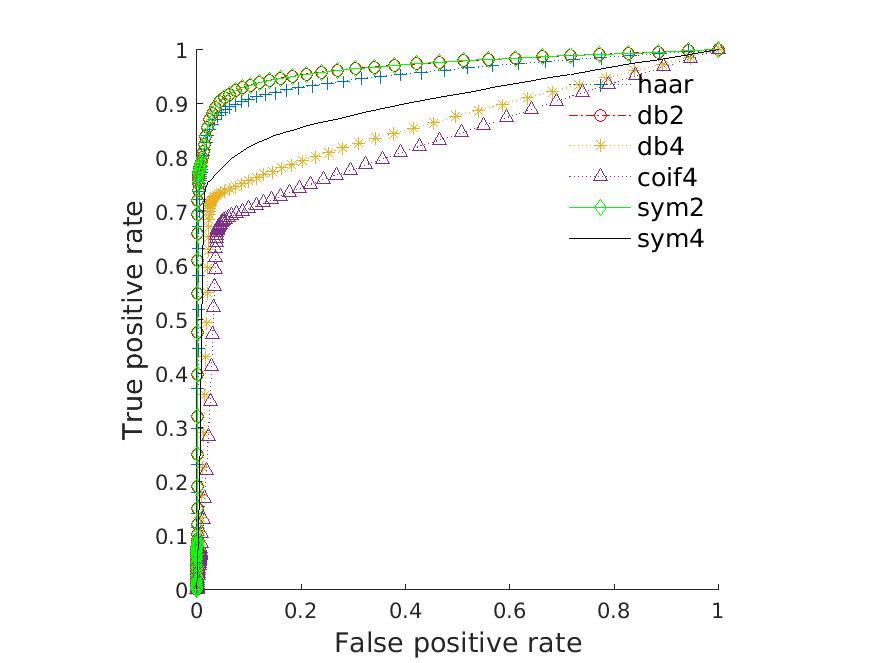 1
0.9
0.8
0.7
0.6
0.5
0.4
0.3
0.2
0.1
0
True positive rate
haar
db2
db4
coif4
sym2
sym4
0 0.2 0.4 0.6 0.8 1
False positive rate